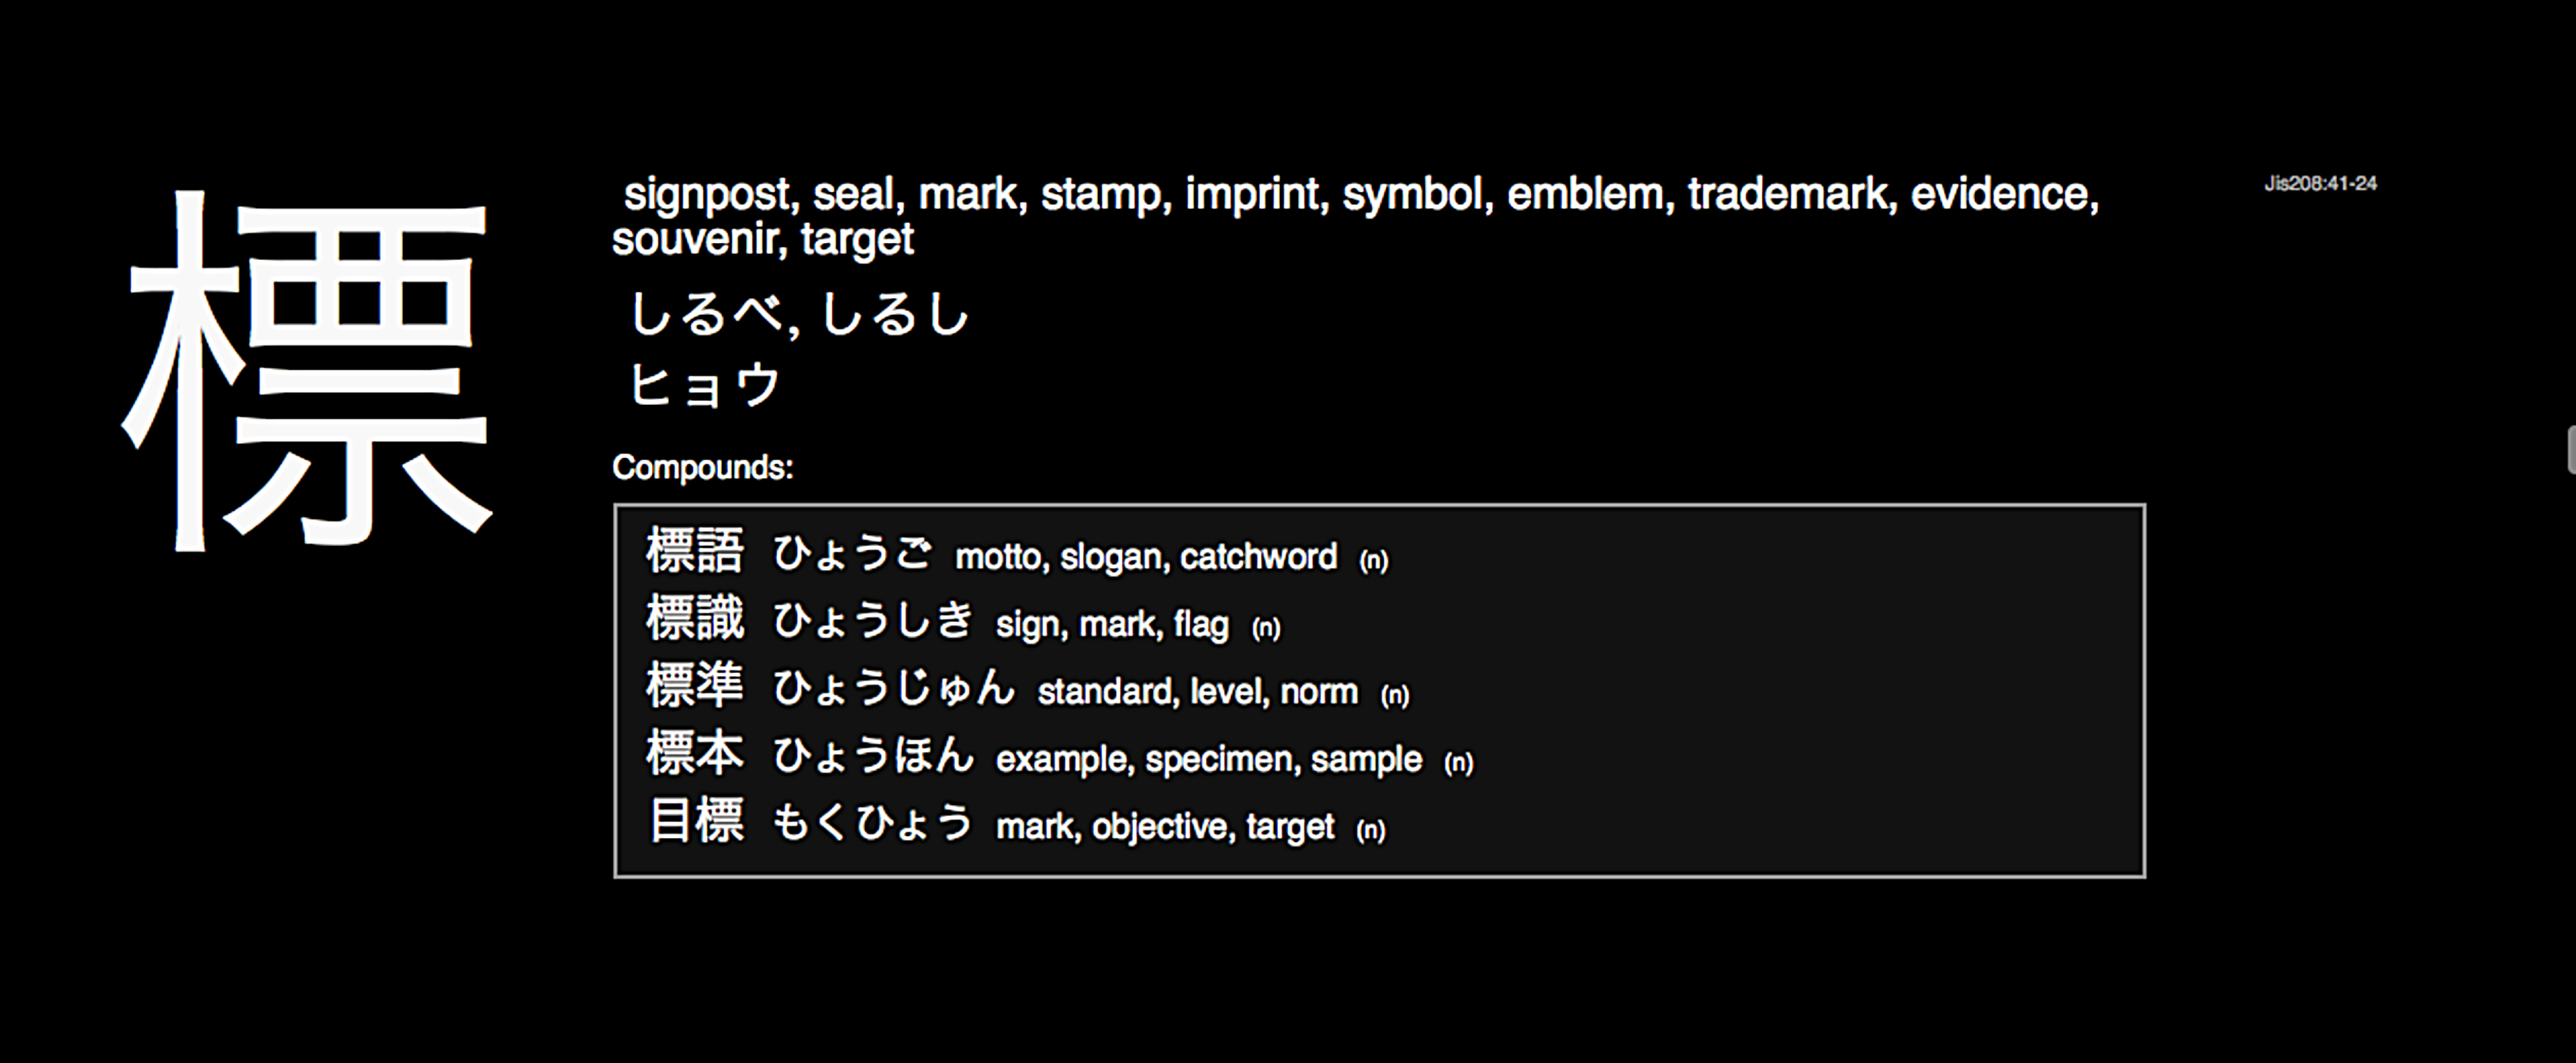 標
signpost, seal, mark, stamp, imprint, symbol, emblem, trademark, evidence,
souvenir, target
Jis208:41-24
しるべ, しるし
ヒョウ
Compounds:
標語 ひょうご motto, slogan, catchword (n)
標識 ひょうしき sign, mark, flag (n)
標準 ひょうじゅん standard, level, norm (n)
標本 ひょうほん example, specimen, sample (n)
目標 もくひょう mark, objective, target (n)